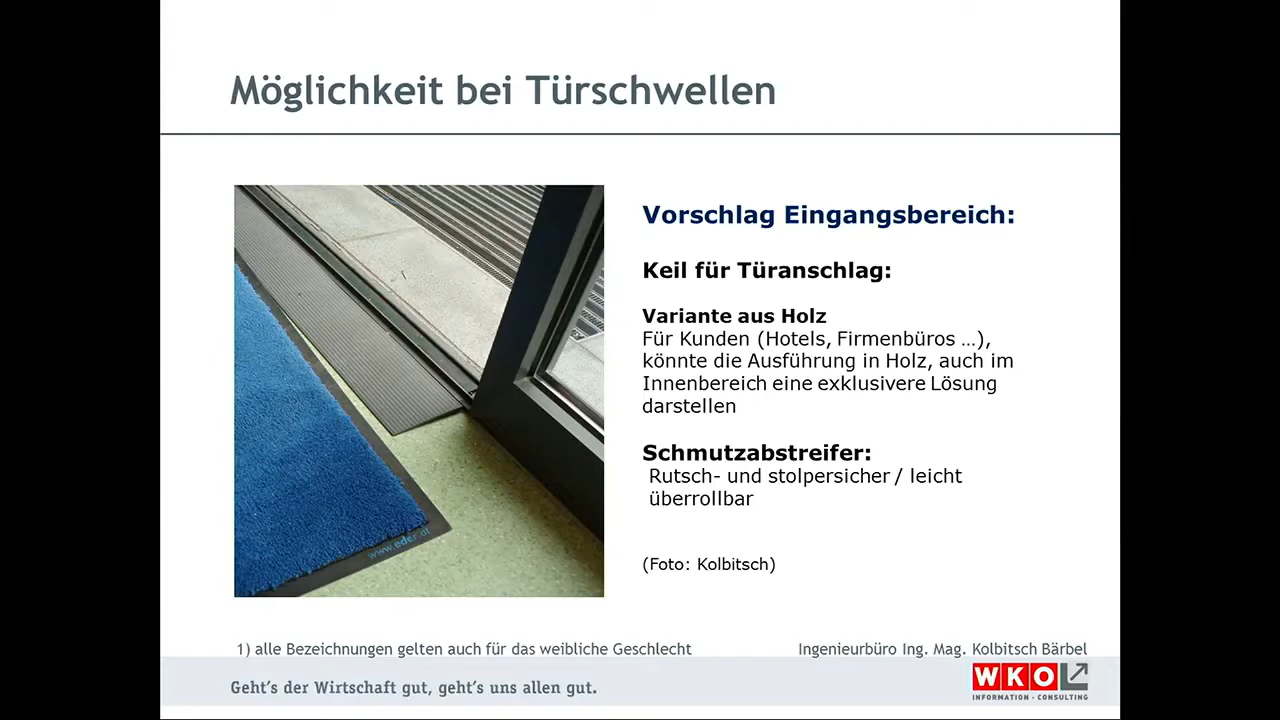 Möglichkeit bei Türschwellen
Vorschlag Eingangsbereich:
Keil für Türanschlag:
Variante aus Holz
Für Kunden (Hotels, Firmenbüros …),
könnte die Ausführung in Holz, auch im
Innenbereich eine exklusivere Lösung
darstellen
Schmutzabstreifer:
Rutsch- und stolpersicher / leicht
überrollbar
www.eder.at
(Foto: Kolbitsch)
1) alle Bezeichnungen gelten auch für das weibliche Geschlecht
Ingenieurbüro Ing. Mag. Kolbitsch Bärbel
Geht's der Wirtschaft gut, geht's uns allen gut.
WKO
INFORMATION · CONSULTING